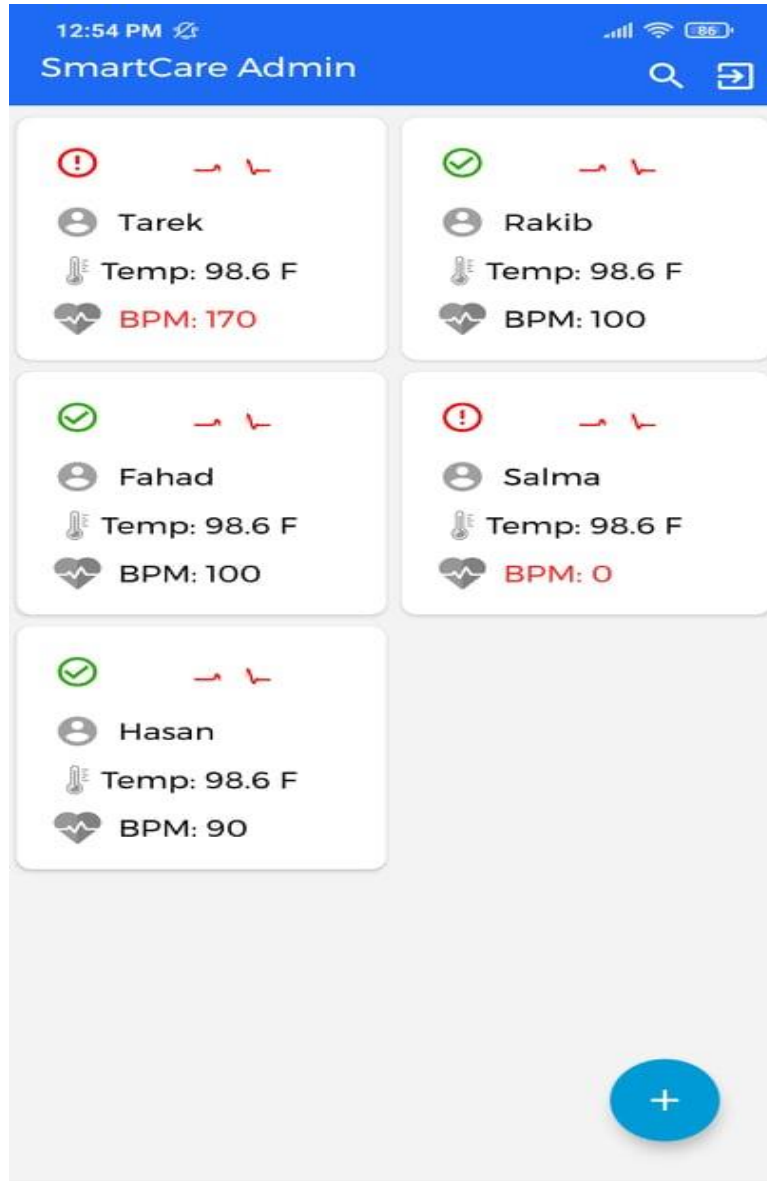 12:54 PM 86
SmartCare Admin
Tarek
Temp: 98.6 F
BPM: 170
Rakib
Temp: 98.6 F
BPM: 100
Fahad
Temp: 98.6 F
BPM: 100
Salma
Temp: 98.6 F
BPM: 0
Hasan
Temp: 98.6 F
BPM: 90
+